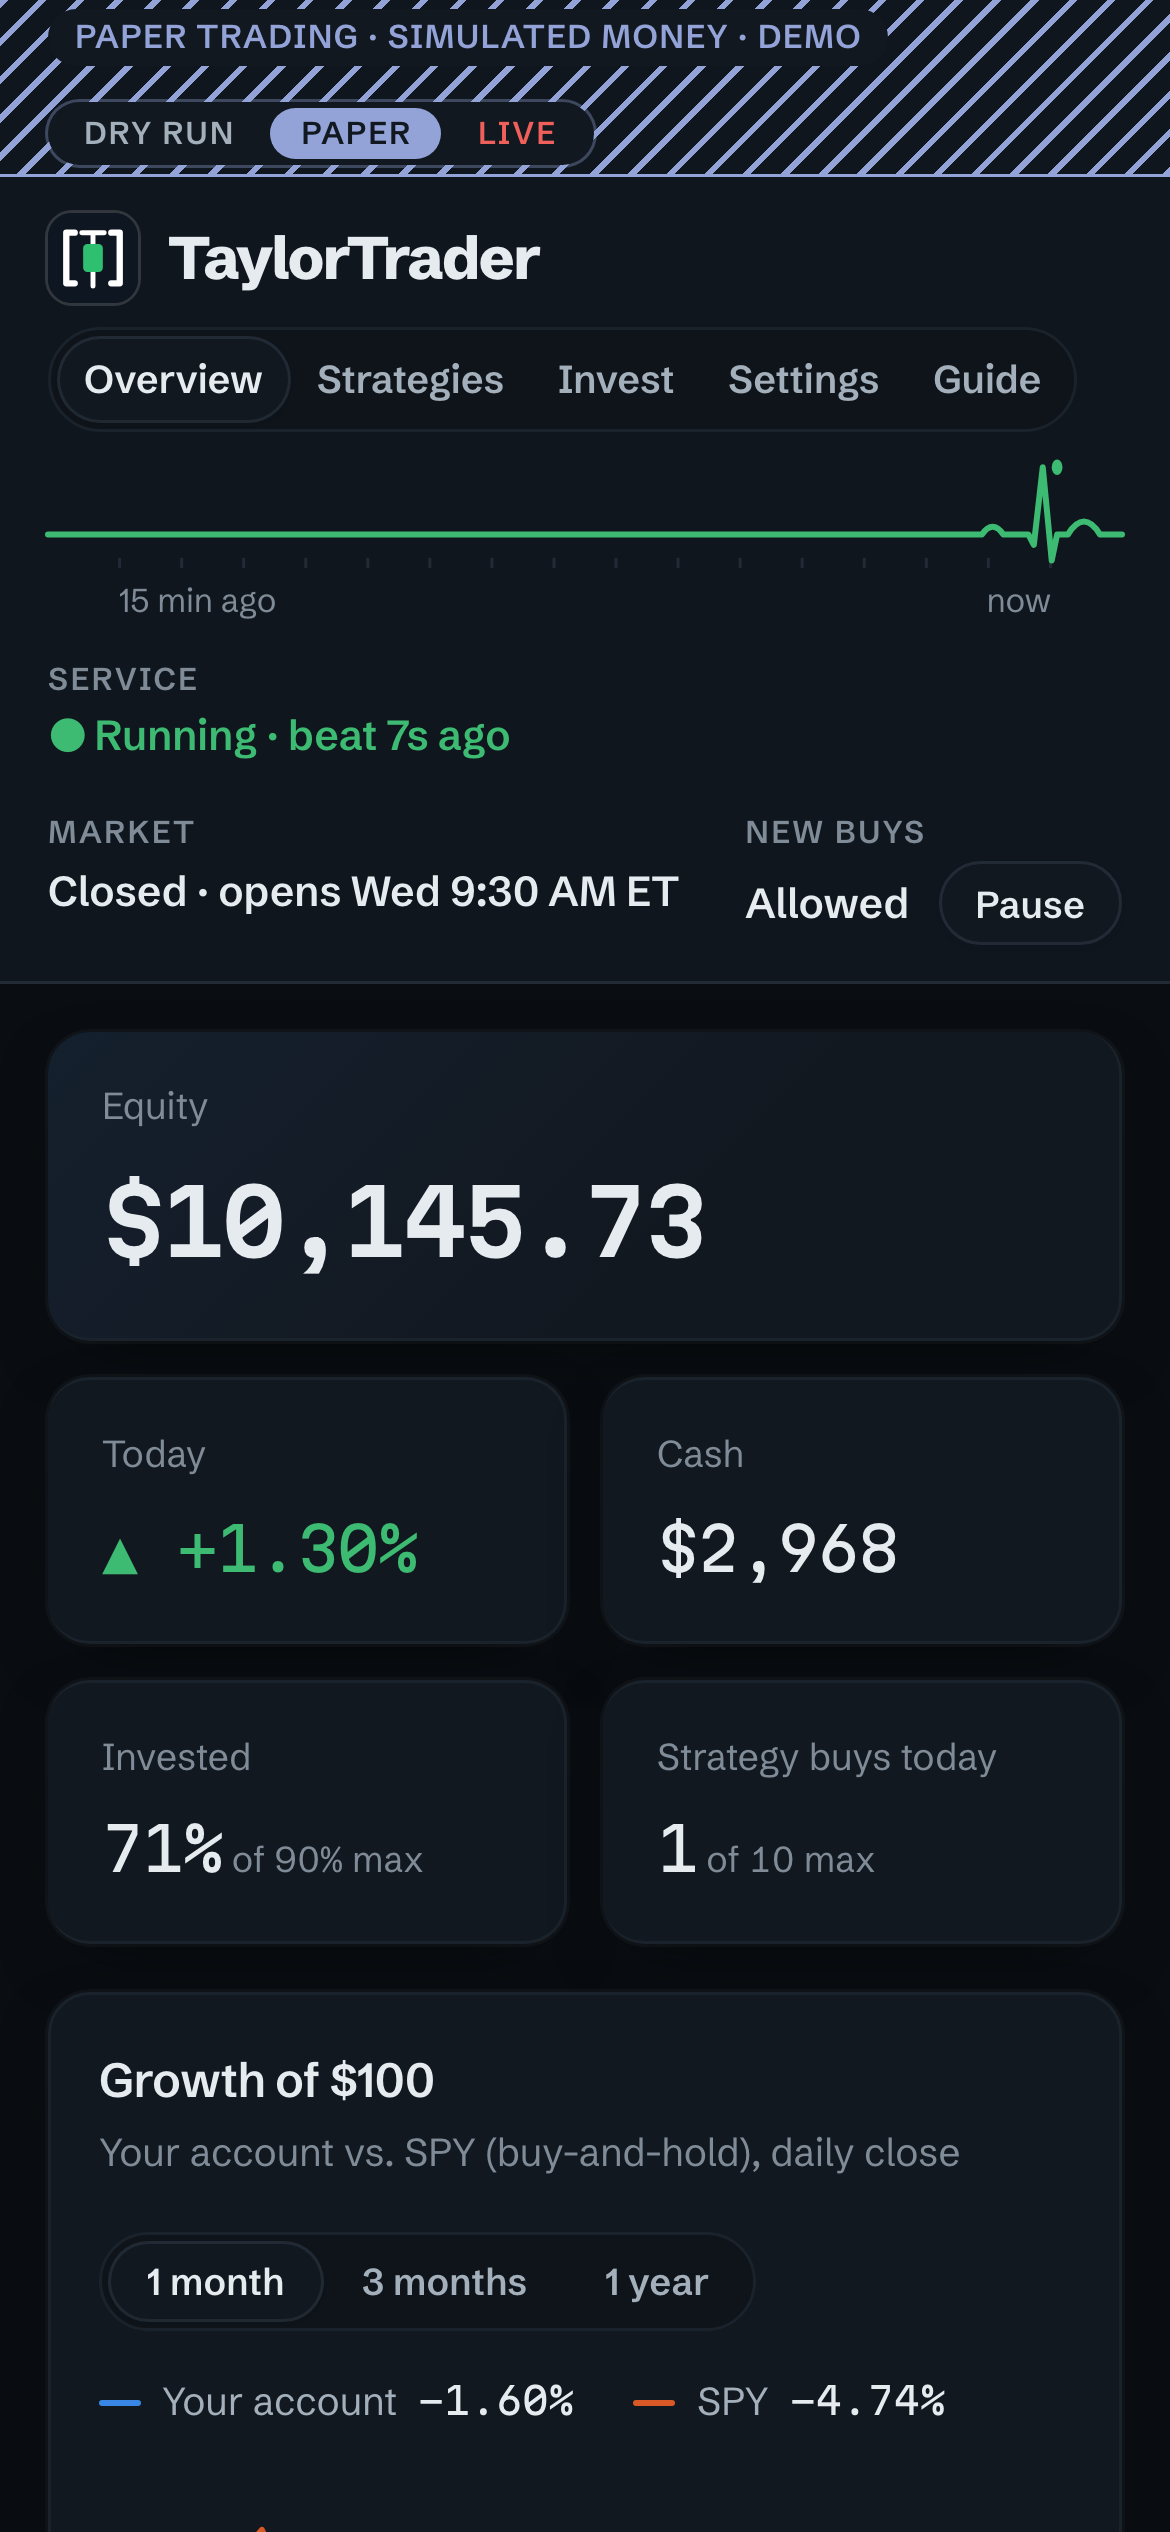 PAPER TRADING · SIMULATED MONEY · DEMO
DRY RUN PAPER LIVE
TaylorTrader
Overview Strategies Invest Settings Guide
15 min ago now
SERVICE
Running · beat 7s ago
MARKET NEW BUYS
Closed · opens Wed 9:30 AM ET Allowed Pause
Equity
$10,145.73
Today Cash
▲ +1.30% $2,968
Invested Strategy buys today
71% of 90% max 1 of 10 max
Growth of $100
Your account vs. SPY (buy-and-hold), daily close
1 month 3 months 1 year
Your account −1.60% SPY −4.74%